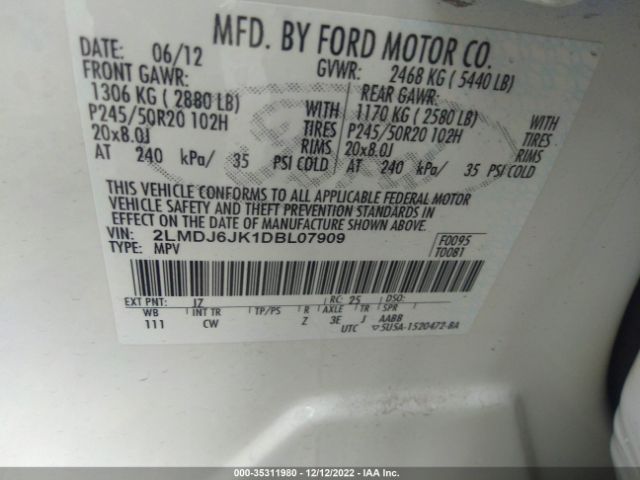 MFD. BY FORD MOTOR CO.
DATE: 06/12 GVWR: 2468 KG ( 5440 LB)
FRONT GAWR: REAR GAWR:
1306 KG ( 2880 LB) WITH 1170 KG ( 2580 LB) WITH
P245/50R20 102H TIRES P245/50R20 102H TIRES
20x8.0J RIMS 20x8.0J RIMS
AT 240 kPa/ 35 PSI COLD AT 240 kPa/ 35 PSI COLD
THIS VEHICLE CONFORMS TO ALL APPLICABLE FEDERAL MOTOR
VEHICLE SAFETY AND THEFT PREVENTION STANDARDS IN
EFFECT ON THE DATE OF MANUFACTURE SHOWN ABOVE.
VIN: 2LMDJ6JK1DBL07909 F0095
TYPE: MPV T0081
EXT PNT: JZ RC: 25 DSO:
WB INT TR TP/PS R AXLE TR SPR
111 CW Z 3E J AABB
UTC 5U5A-1520472-BA
000-35311980 - 12/12/2022 - IAA Inc.